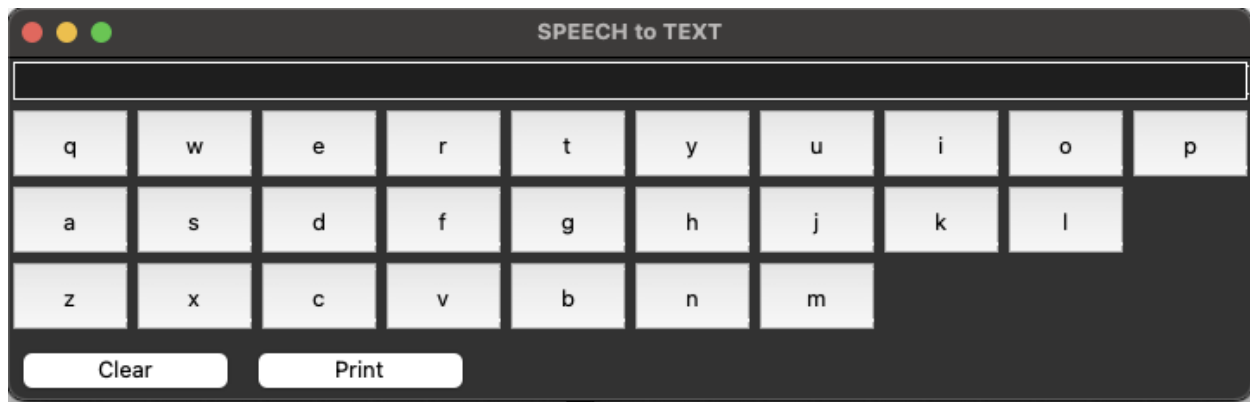 SPEECH to TEXT
q w e r t y u i o p
a s d f g h j k l
z x c v b n m
Clear Print